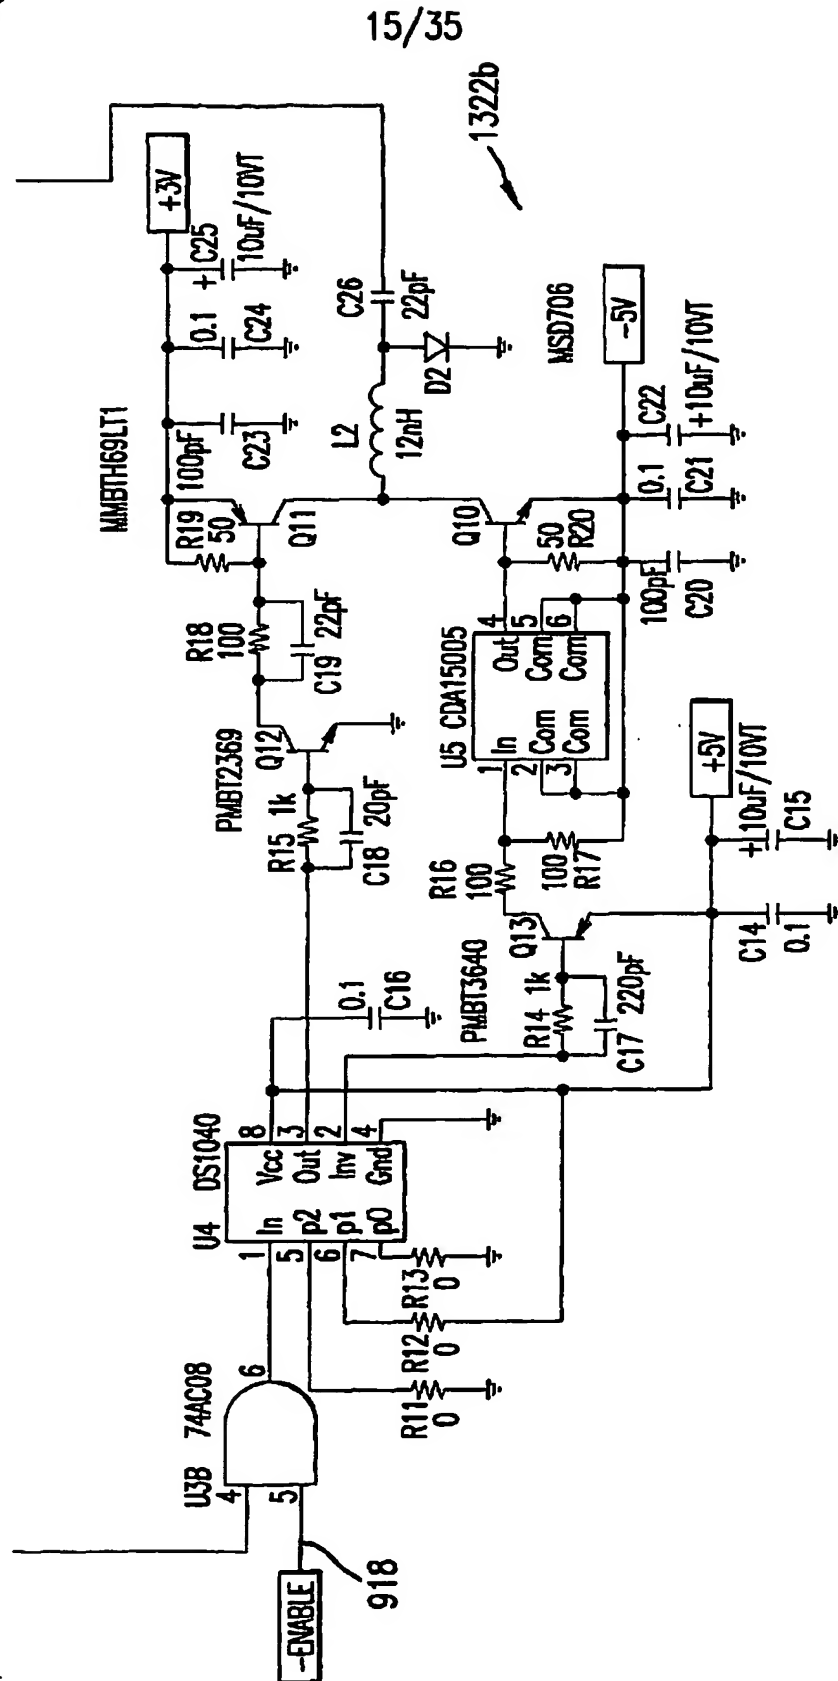 15/35
1322b
+3V
+
C25
10uF/10VT
0.1
C24
100pF
C23
MMBTH69LT1
R19
50
Q11
R18
100
22pF
C19
PMBT2369
Q12
R15
1k
20pF
C18
L2
12nH
C26
22pF
D2
MSD706
-5V
Q10
50
R20
C22
+10uF/10VT
0.1
C21
100pF
C20
U5 CDA15005
1 In Out 4
2 Com Com 5
3 Com Com 6
R16
100
100
R17
PMBT3640
Q13
R14
1k
220pF
C17
+5V
+10uF/10VT
C15
C14
0.1
0.1
C16
U4 DS1040
1 In Vcc 8
5 p2 Out 3
6 p1 Inv 2
7 p0 Gnd 4
R13
0
R12
0
R11
0
U3B 74AC08
4
5
6
-ENABLE
918